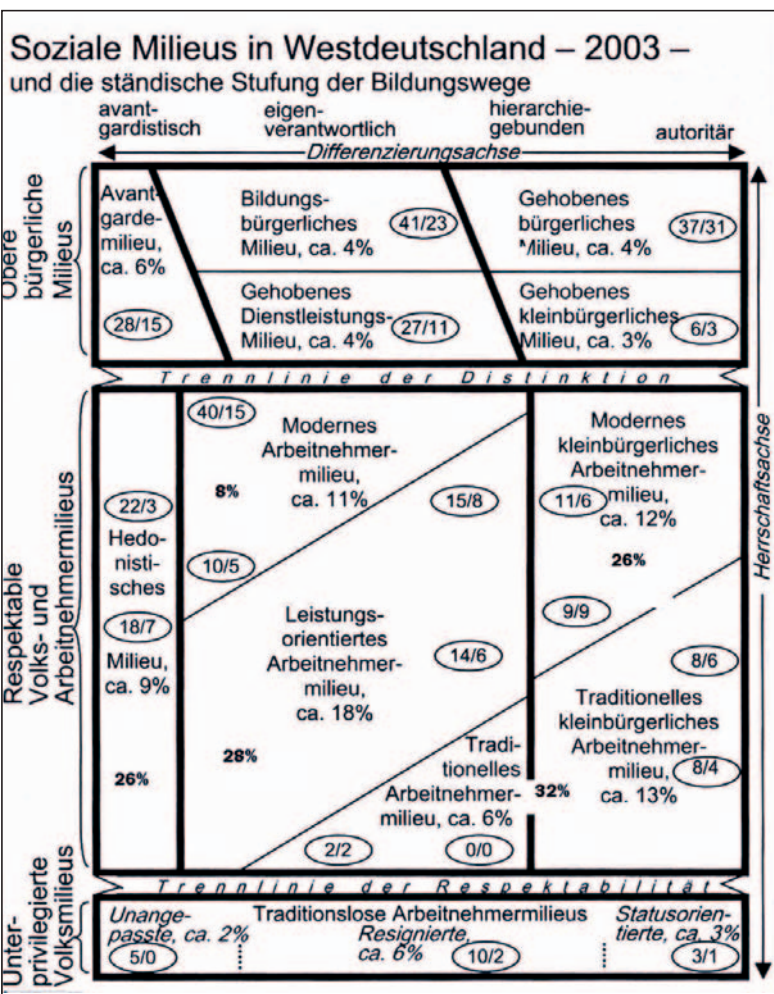 Soziale Milieus in Westdeutschland – 2003 –
und die ständische Stufung der Bildungswege
avant-
gardistisch
eigen-
verantwortlich
hierarchie-
gebunden
autoritär
Differenzierungsachse
Obere
bürgerliche
Milieus
Avant-
garde-
milieu,
ca. 6%
28/15
Bildungs-
bürgerliches
Milieu, ca. 4%
41/23
Gehobenes
bürgerliches
Milieu, ca. 4%
37/31
Gehobenes
Dienstleistungs-
Milieu, ca. 4%
27/11
Gehobenes
kleinbürgerliches
Milieu, ca. 3%
6/3
Trennlinie der Distinktion
Herrschaftsachse
Respektable
Volks- und
Arbeitnehmermilieus
22/3
Hedo-
nisti-
sches
18/7
Milieu,
ca. 9%
26%
40/15
Modernes
Arbeitnehmer-
milieu,
ca. 11%
8%
15/8
10/5
Modernes
kleinbürgerliches
Arbeitnehmer-
milieu,
ca. 12%
11/6
26%
9/9
Leistungs-
orientiertes
Arbeitnehmer-
milieu,
ca. 18%
14/6
28%
8/6
Traditionelles
kleinbürgerliches
Arbeitnehmer-
milieu,
ca. 13%
8/4
32%
Tradi-
tionelles
Arbeitnehmer-
milieu, ca. 6%
2/2
0/0
Trennlinie der Respektabilität
Unter-
privilegierte
Volksmilieus
Traditionslose Arbeitnehmermilieus
Unange-
passte, ca. 2%
5/0
Resignierte,
ca. 6%
10/2
Statusorien-
tierte, ca. 3%
3/1